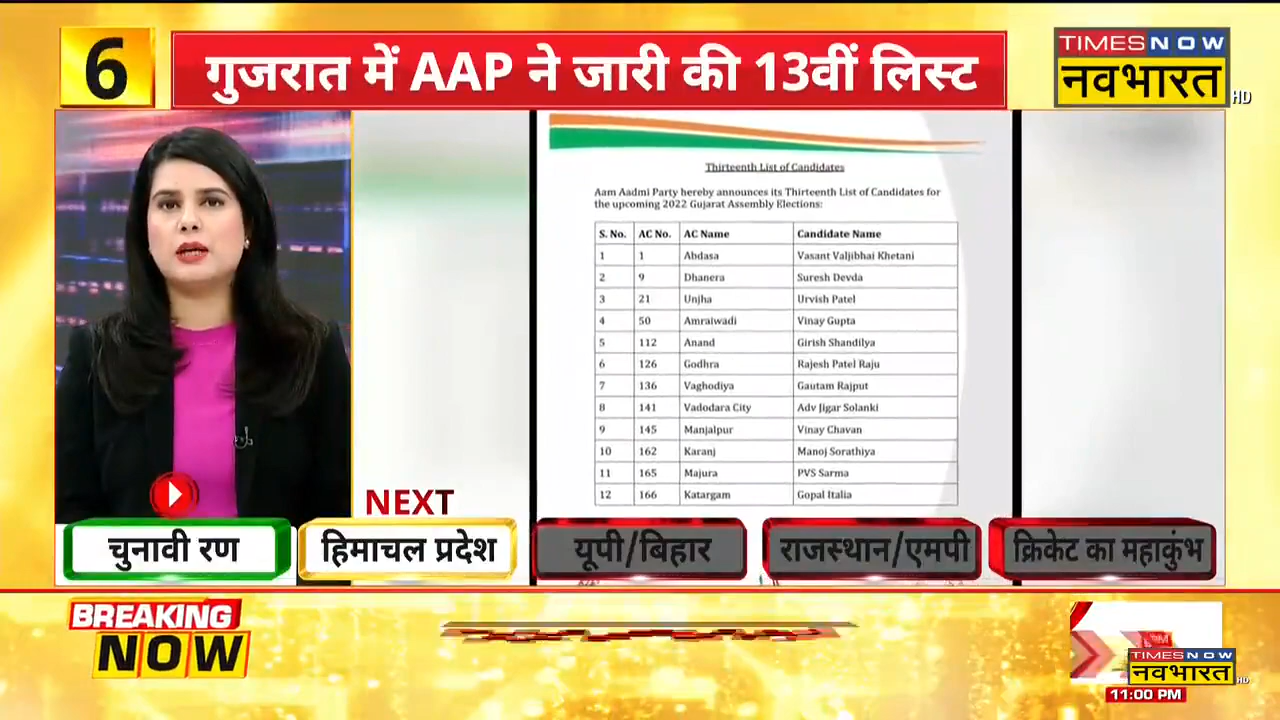 6
गुजरात में AAP ने जारी की 13वीं लिस्ट
TIMES NOW
नवभारत
HD
Thirteenth List of Candidates
Aam Aadmi Party hereby announces its Thirteenth List of Candidates for
the upcoming 2022 Gujarat Assembly Elections:
S. No. AC No. AC Name Candidate Name
1 1 Abdasa Vasant Valjibhai Khetani
2 9 Dhanera Suresh Devda
3 21 Unjha Urvish Patel
4 50 Amraiwadi Vinay Gupta
5 112 Anand Girish Shandilya
6 126 Godhra Rajesh Patel Raju
7 136 Vaghodiya Gautam Rajput
8 141 Vadodara City Adv Jigar Solanki
9 145 Manjalpur Vinay Chavan
10 162 Karanj Manoj Sorathiya
11 165 Majura PVS Sarma
12 166 Katargam Gopal Italia
NEXT
चुनावी रण
हिमाचल प्रदेश
यूपी/बिहार
राजस्थान/एमपी
क्रिकेट का महाकुंभ
BREAKING
NOW
TIMES NOW
नवभारत
HD
11:00 PM